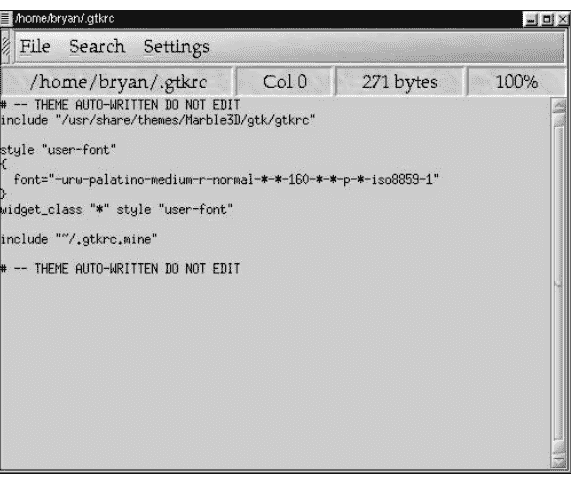 /home/bryan/.gtkrc
File Search Settings
/home/bryan/.gtkrc Col 0 271 bytes 100%
# -- THEME AUTO-WRITTEN DO NOT EDIT
include "/usr/share/themes/Marble3D/gtk/gtkrc"
style "user-font"
{
font="-urw-palatino-medium-r-normal-*-*-160-*-*-p-*-iso8859-1"
}
widget_class "*" style "user-font"
include "~/.gtkrc.mine"
# -- THEME AUTO-WRITTEN DO NOT EDIT